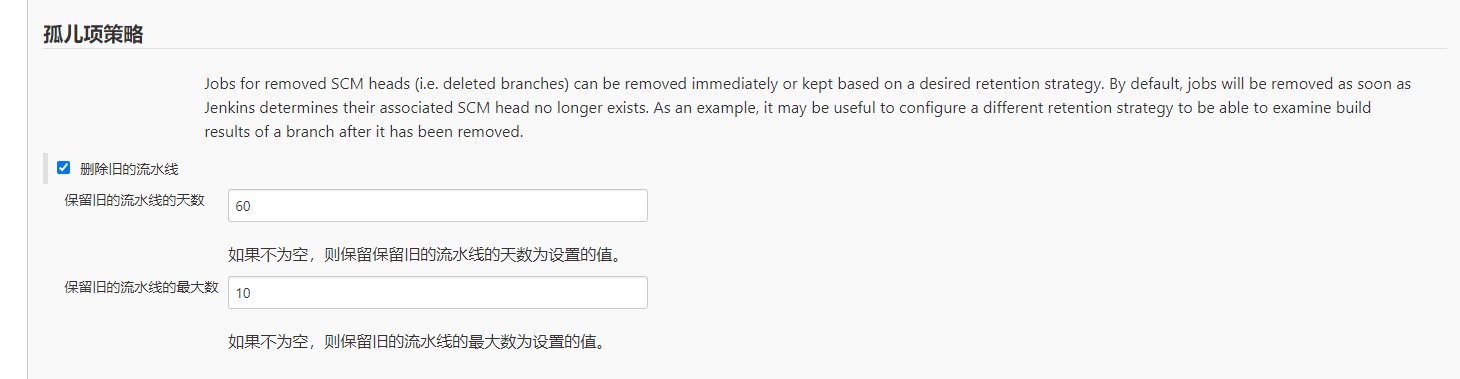 孤儿项策略
Jobs for removed SCM heads (i.e. deleted branches) can be removed immediately or kept based on a desired retention strategy. By default, jobs will be removed as soon as
Jenkins determines their associated SCM head no longer exists. As an example, it may be useful to configure a different retention strategy to be able to examine build
results of a branch after it has been removed.
删除旧的流水线
保留旧的流水线的天数
60
如果不为空，则保留保留旧的流水线的天数为设置的值。
保留旧的流水线的最大数
10
如果不为空，则保留旧的流水线的最大数为设置的值。